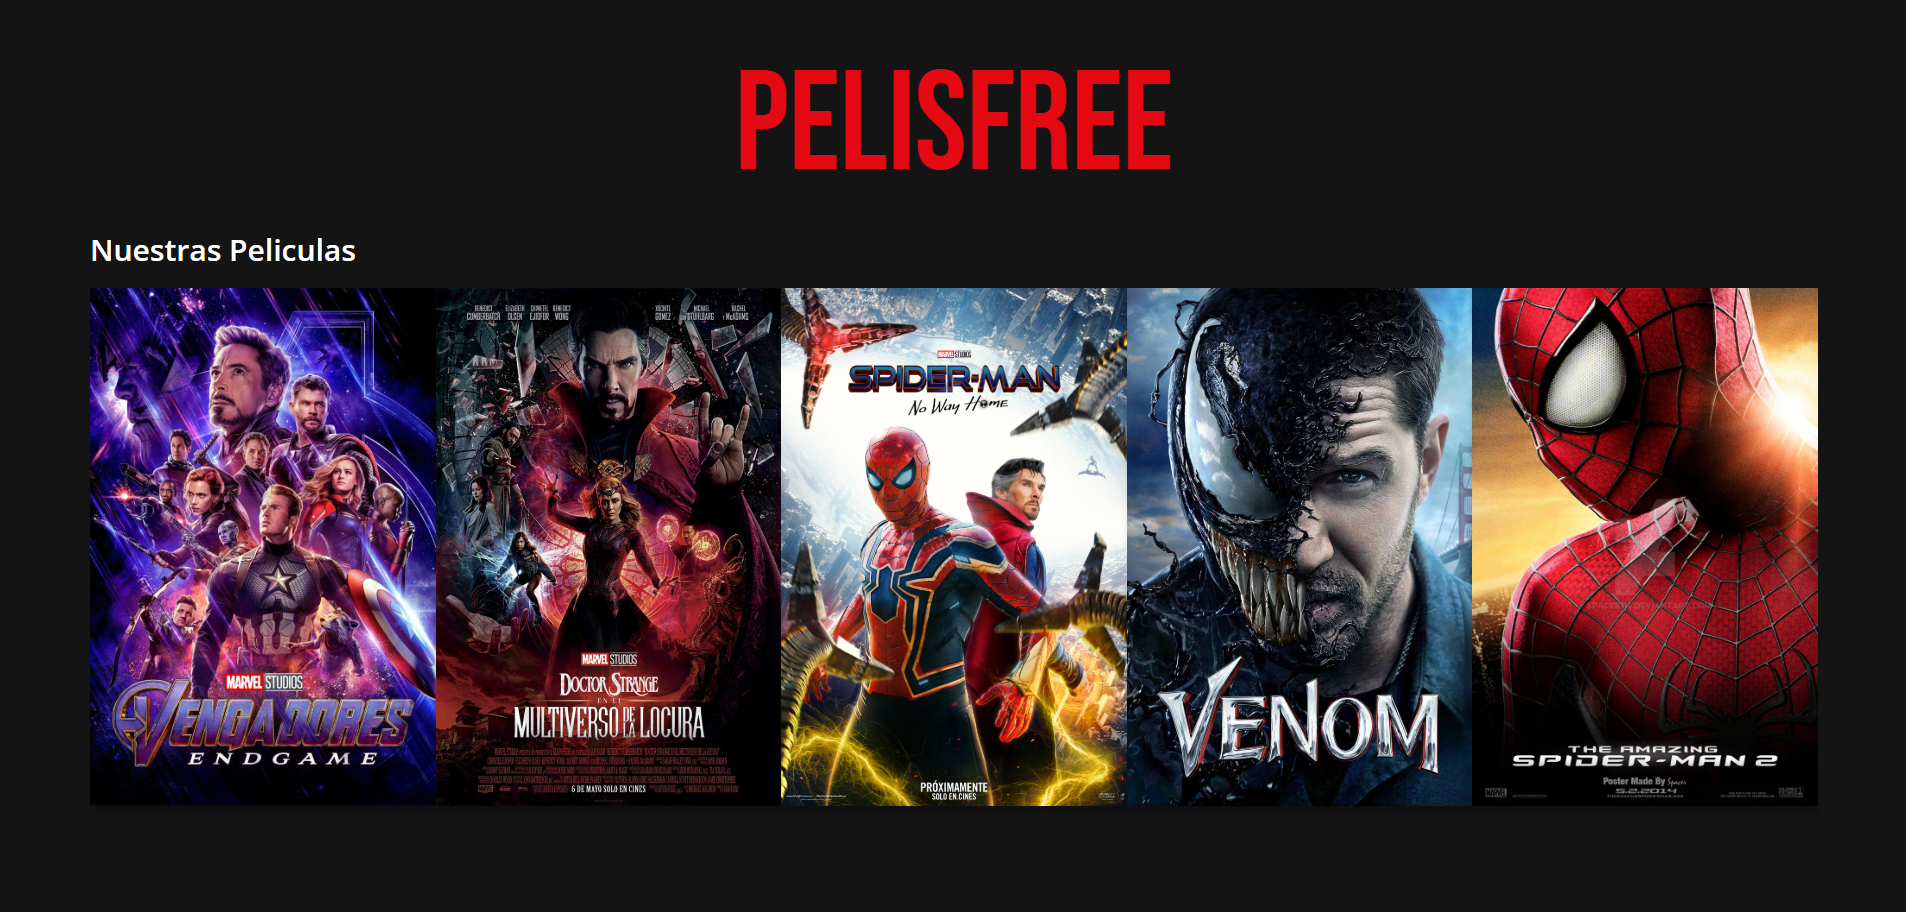 PELISFREE
Nuestras Peliculas
MARVEL STUDIOS
VENGADORES
ENDGAME
BENEDICT CUMBERBATCH
ELIZABETH OLSEN
CHIWETEL EJIOFOR
BENEDICT WONG
XOCHITL GOMEZ
MICHAEL STUHLBARG
RACHEL McADAMS
MARVEL STUDIOS
DOCTOR STRANGE
EN EL
MULTIVERSO DE LA LOCURA
6 DE MAYO SOLO EN CINES
MARVEL STUDIOS
SPIDER-MAN
No Way Home
PRÓXIMAMENTE
SOLO EN CINES
VENOM
THE AMAZING
SPIDER-MAN 2
Poster Made By Spacer
MARVEL
5.2.2014